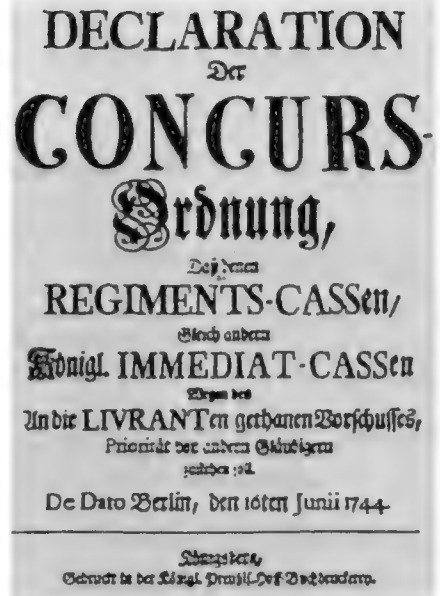 DECLARATION
Der
CONCURS-
Ordnung,
Daß denen
REGIMENTS-CASSen,
Gleich andern
Königl. IMMEDIAT-CASSen
Wegen des
An die LIVRANTen gethanen Vorschusses,
Priorität vor andern Gläubigern
zustehen soll.
De Dato Berlin, den 16ten Junii 1744.
Königsberg,
Gedruckt in der Königl. Preußl. Hof-Buchdruckerey.